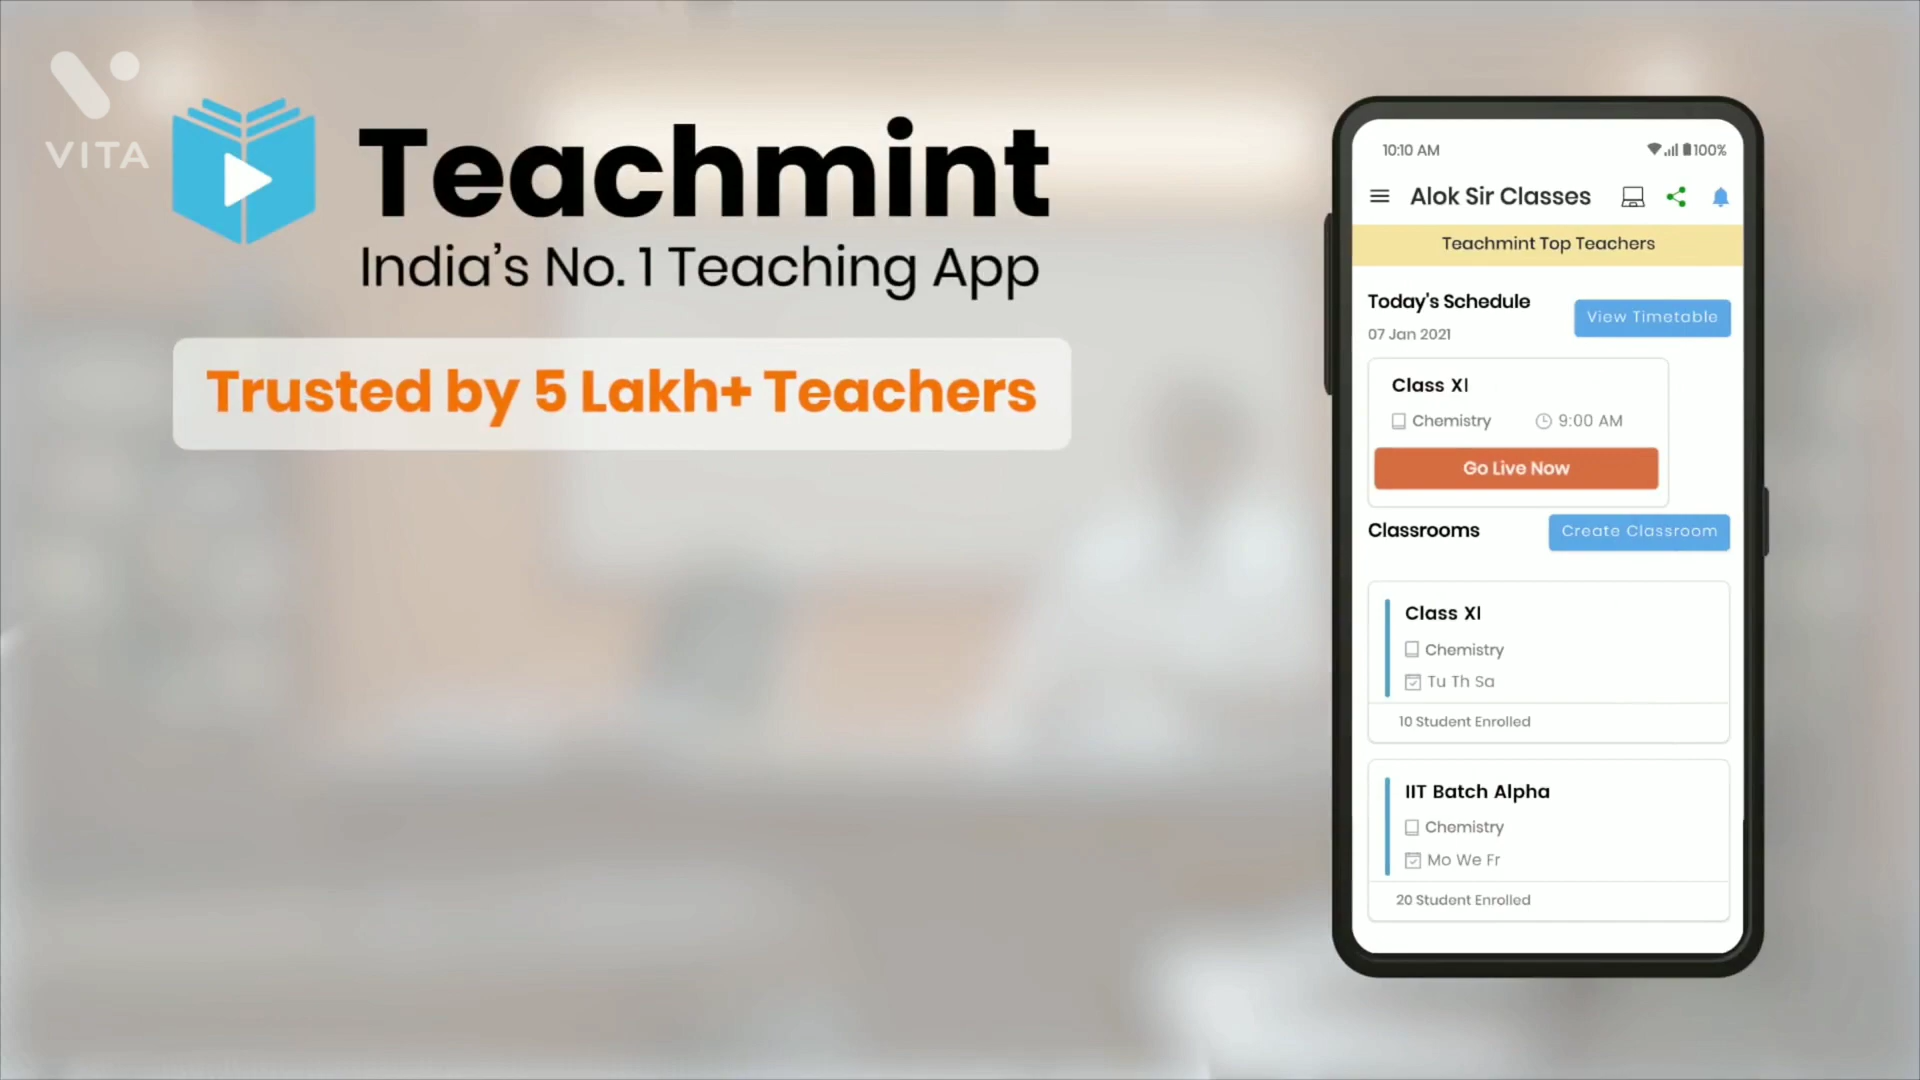 VITA
Teachmint
India's No. 1 Teaching App
Trusted by 5 Lakh+ Teachers
10:10 AM 100%
Alok Sir Classes
Teachmint Top Teachers
Today's Schedule
View Timetable
07 Jan 2021
Class XI
Chemistry 9:00 AM
Go Live Now
Classrooms
Create Classroom
Class XI
Chemistry
Tu Th Sa
10 Student Enrolled
IIT Batch Alpha
Chemistry
Mo We Fr
20 Student Enrolled